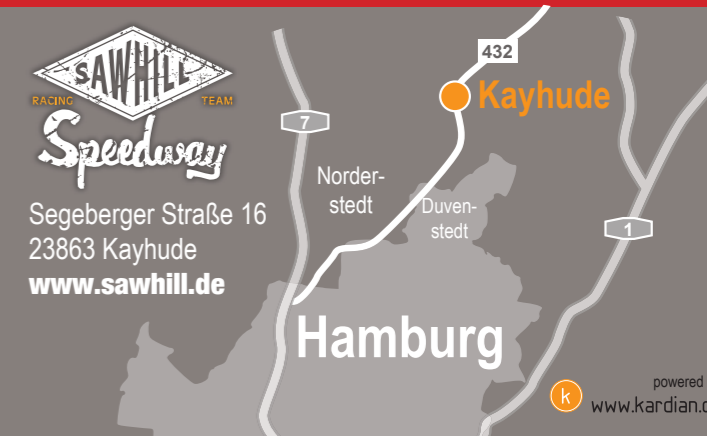 SAWHILL
RACING TEAM
Speedway
Segeberger Straße 16
23863 Kayhude
www.sawhill.de
432
Kayhude
7
Norder-
stedt
Duven-
stedt
1
Hamburg
k
powered
www.kardian.